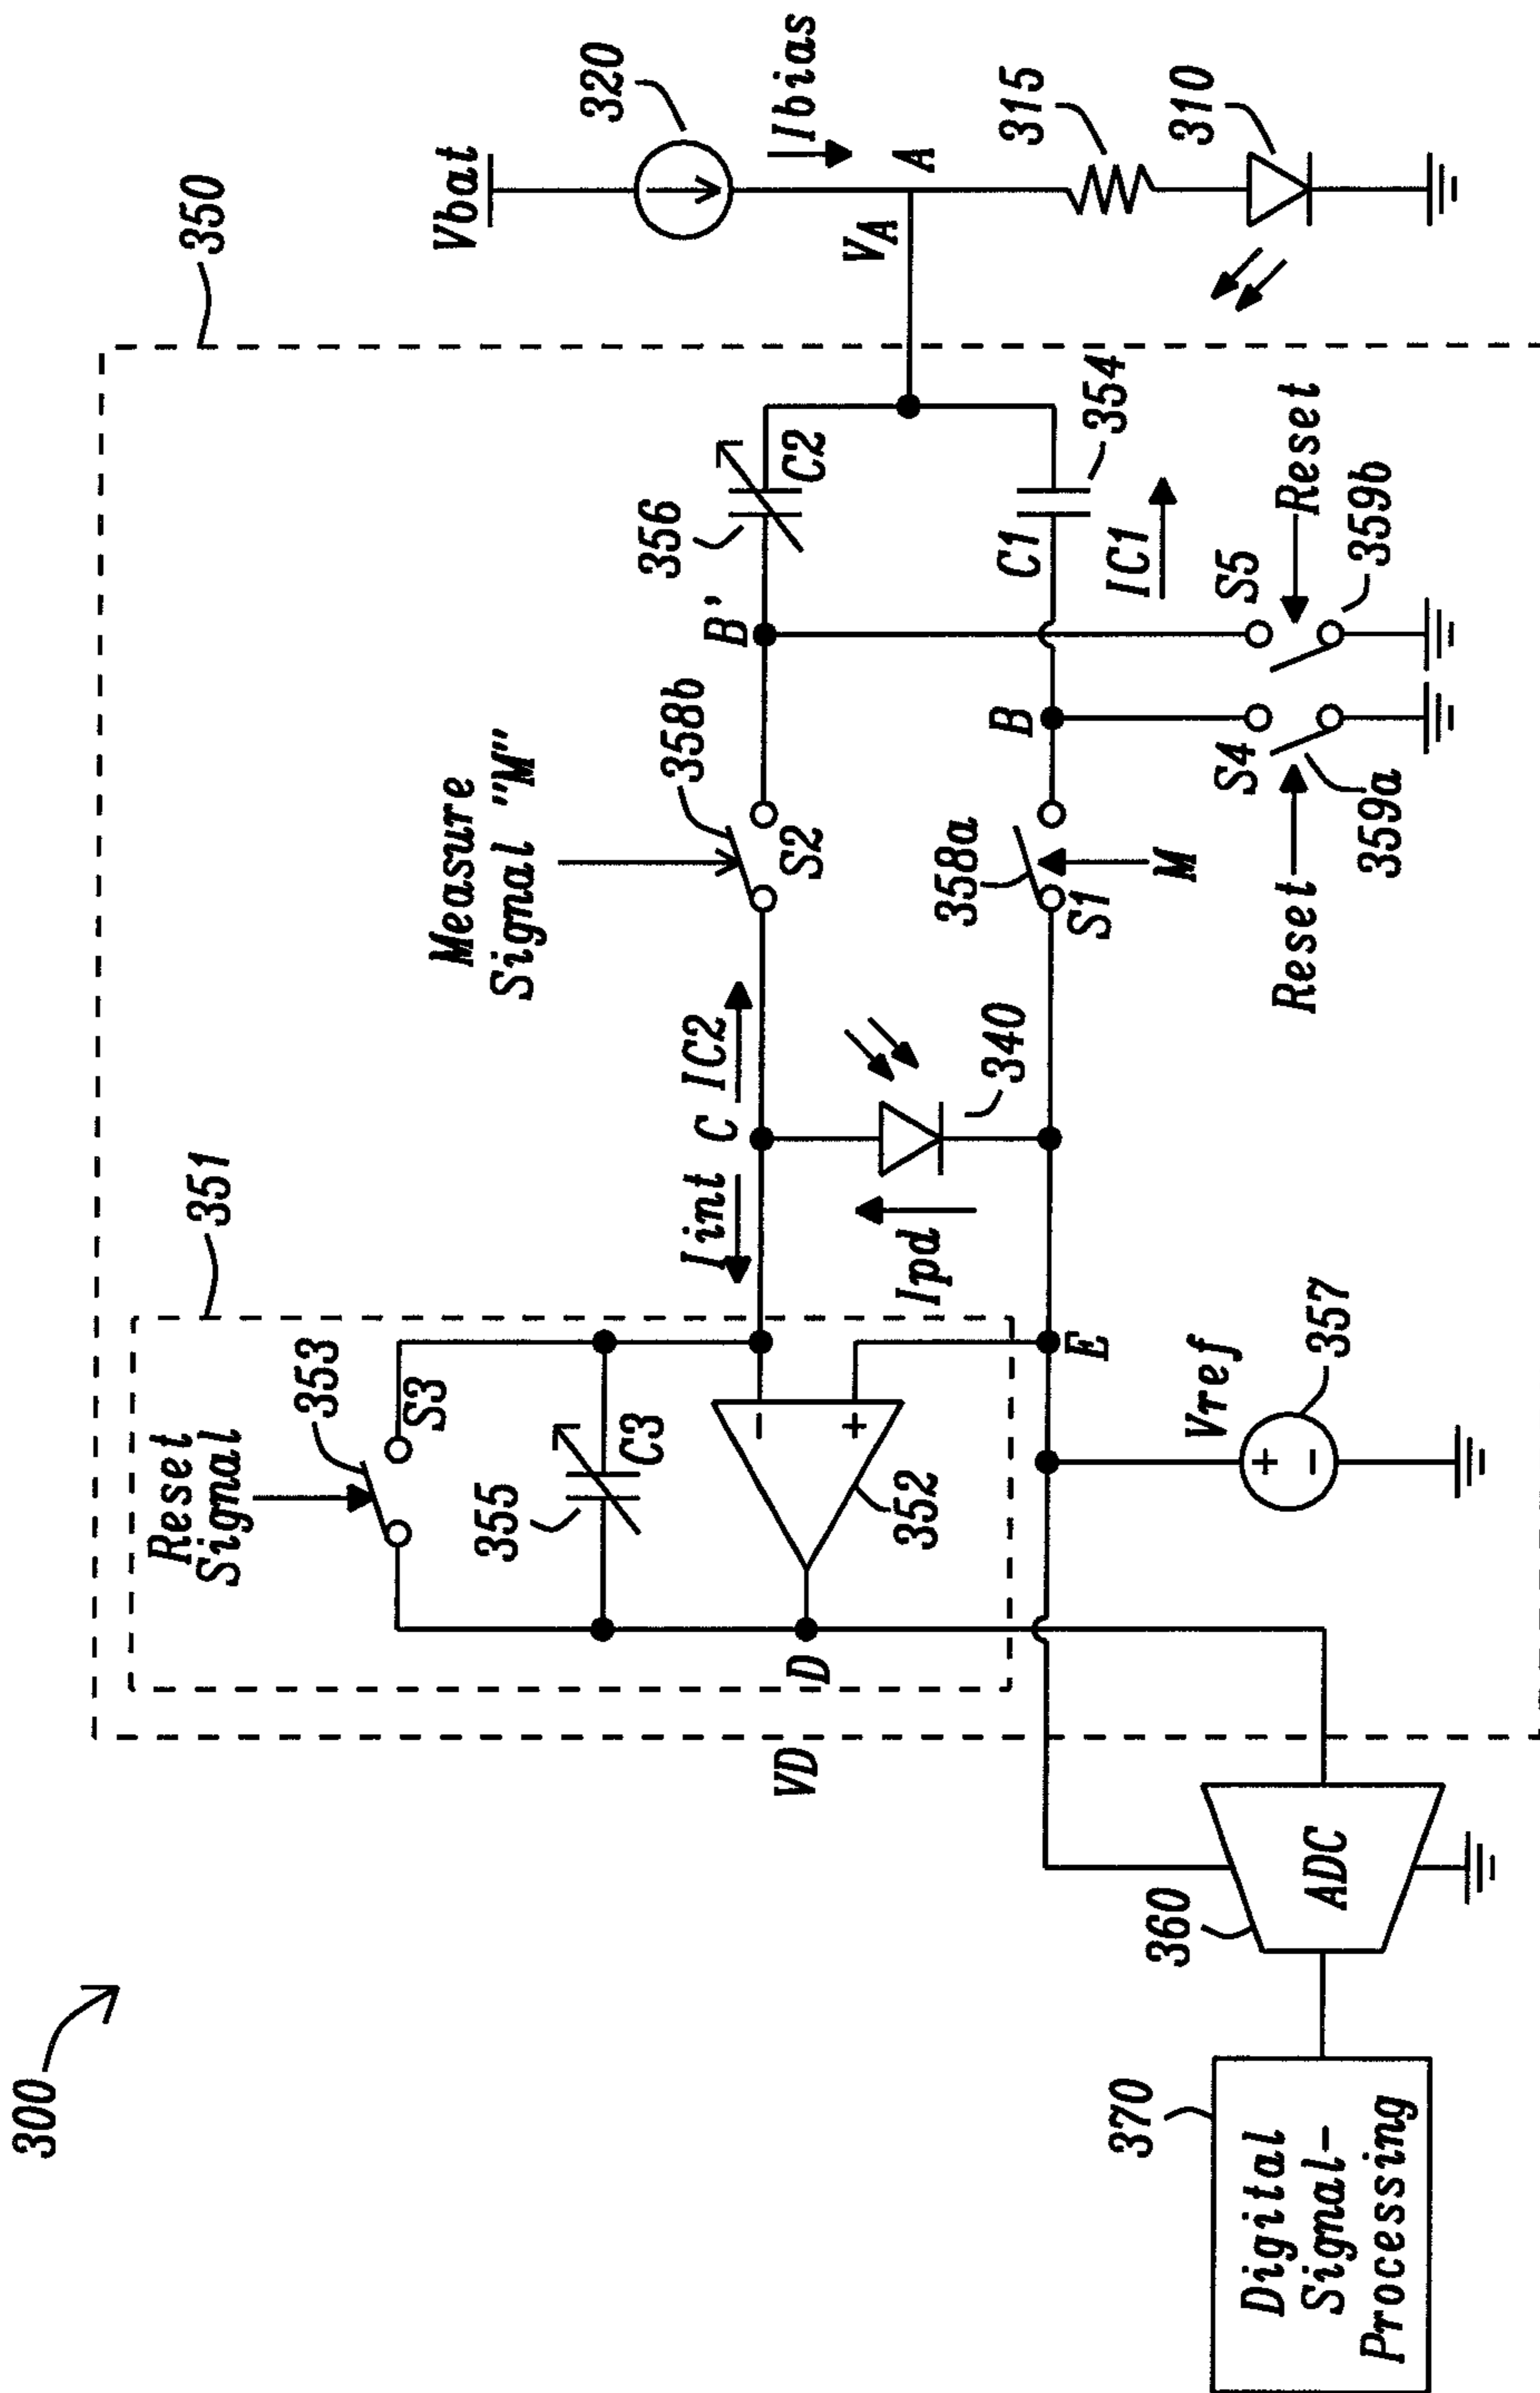 300
350
351
Vbat
320
Ibias
A
VA
315
310
Reset
Signal
353
S3
355
C3
352
D
VD
Iint
C
IC2
Ipd
340
E
Vref
357
Measure
Signal "M"
358b
S2
358a
S1
M
B'
B
356
C2
C1
354
IC1
S4
S5
Reset
Reset
359a
359b
360
ADC
370
Digital
Signal-
Processing
+
-
-
+